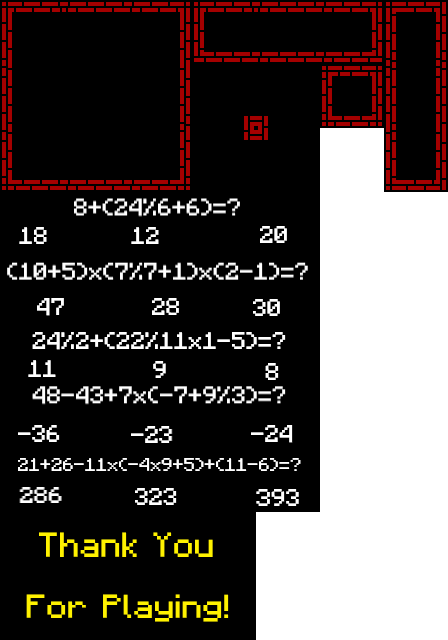 8+(24%6+6)=?
18 12 20
(10+5)x(7%7+1)x(2-1)=?
47 28 30
24%2+(22%11x1-5)=?
11 9 8
48-43+7x(-7+9%3)=?
-36 -23 -24
21+26-11x(-4x9+5)+(11-6)=?
286 323 393
Thank You
For Playing!